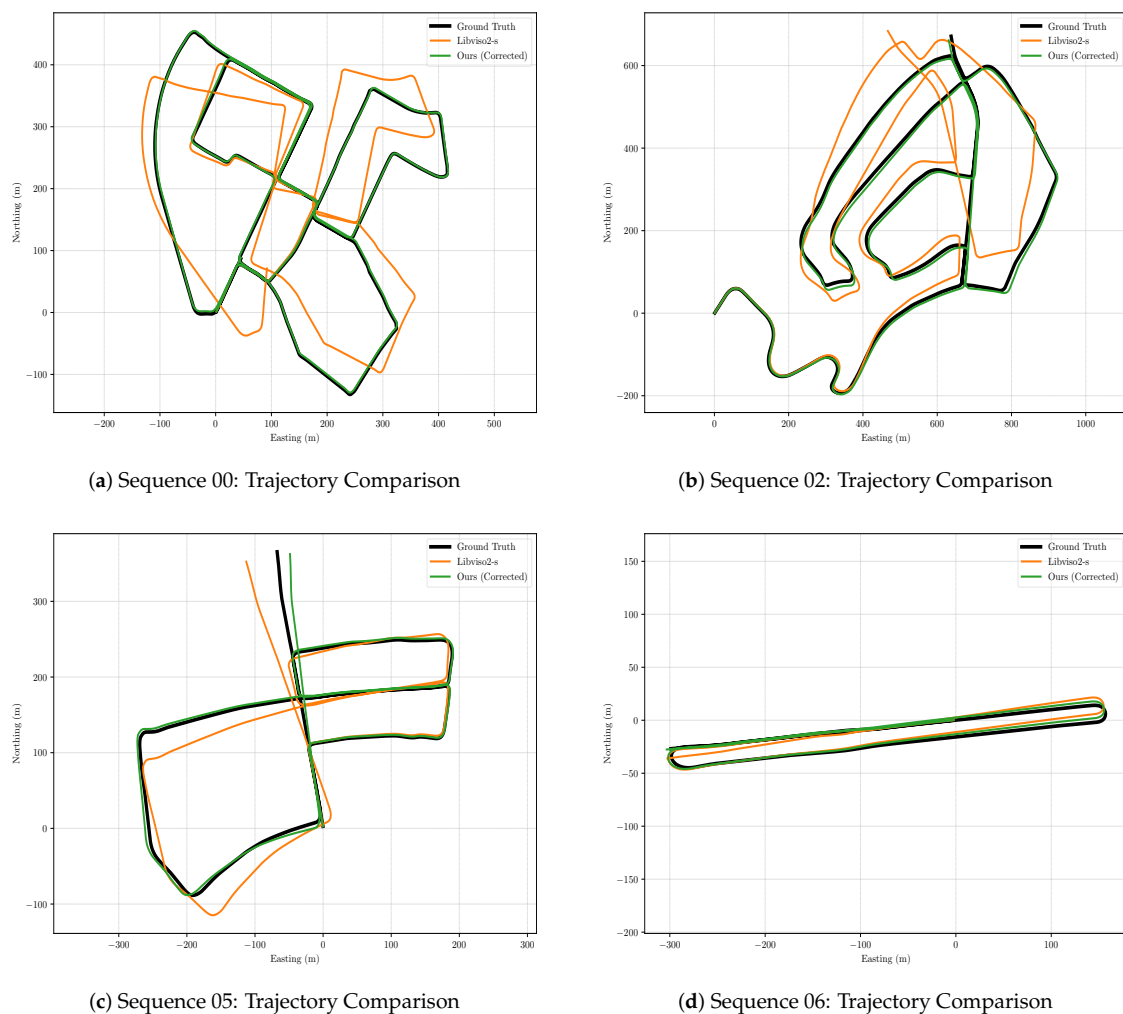 Ground Truth
Libviso2-s
Ours (Corrected)
400
300
200
100
0
−100
−200
−100
0
100
200
300
400
500
Northing (m)
Easting (m)
(a) Sequence 00: Trajectory Comparison
Ground Truth
Libviso2-s
Ours (Corrected)
600
400
200
0
−200
0
200
400
600
800
1000
Northing (m)
Easting (m)
(b) Sequence 02: Trajectory Comparison
Ground Truth
Libviso2-s
Ours (Corrected)
300
200
100
0
−100
−300
−200
−100
0
100
200
300
Northing (m)
Easting (m)
(c) Sequence 05: Trajectory Comparison
Ground Truth
Libviso2-s
Ours (Corrected)
150
100
50
0
−50
−100
−150
−200
−300
−200
−100
0
100
Northing (m)
Easting (m)
(d) Sequence 06: Trajectory Comparison